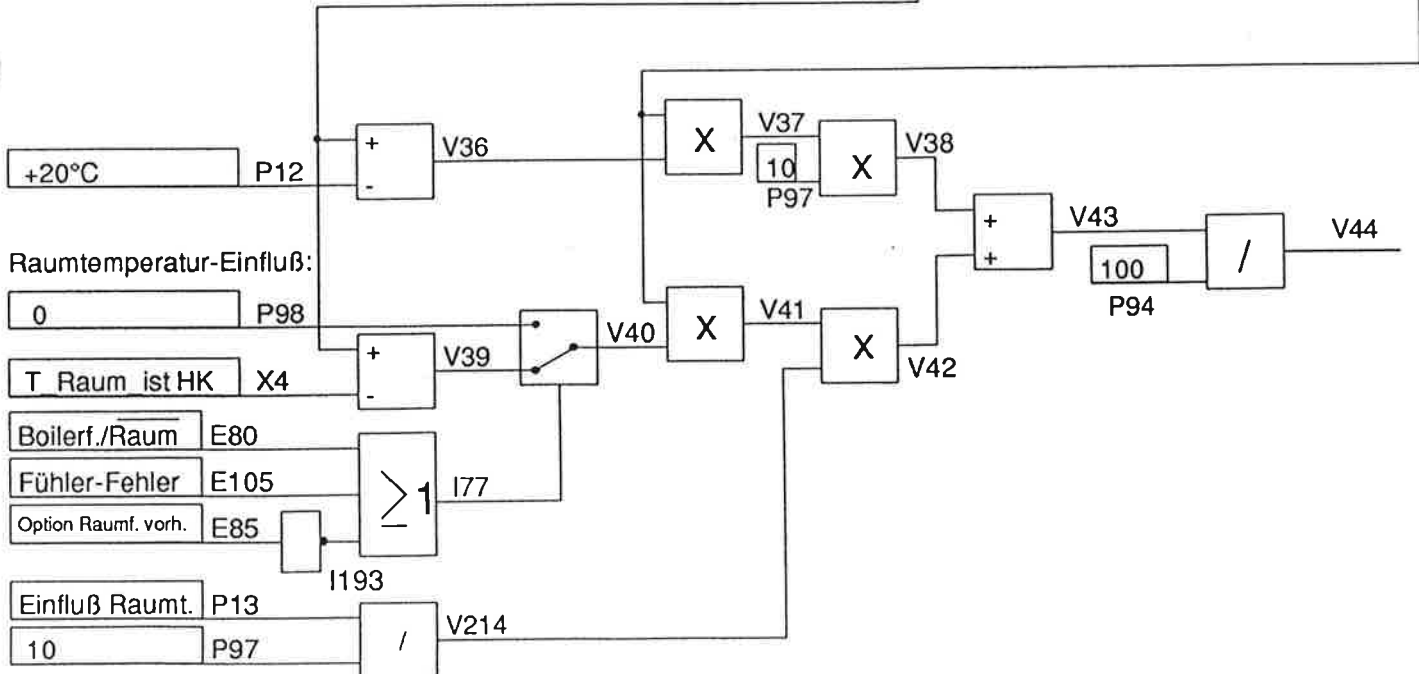 +20°C P12
+
-
V36
X
V37
10
P97
X
V38
+
+
V43
100
P94
/
V44
Raumtemperatur-Einfluß:
0 P98
T_Raum_ist HK X4
+
-
V39
V40
X
V41
X
V42
Boilerf./Raum E80
Fühler-Fehler E105
Option Raumf. vorh. E85
≥1
I77
I193
Einfluß Raumt. P13
10 P97
/
V214